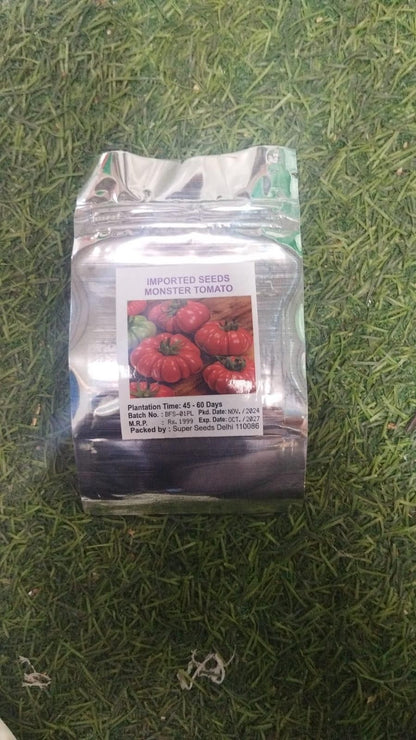 IMPORTED SEEDS
MONSTER TOMATO
Plantation Time: 45 - 60 Days
Batch No. : BFS-01PL Pkd. Date: NOV. / 2024
M.R.P. : Rs. 1999 Exp. Date: OCT. / 2027
Packed by : Super Seeds Delhi 110086